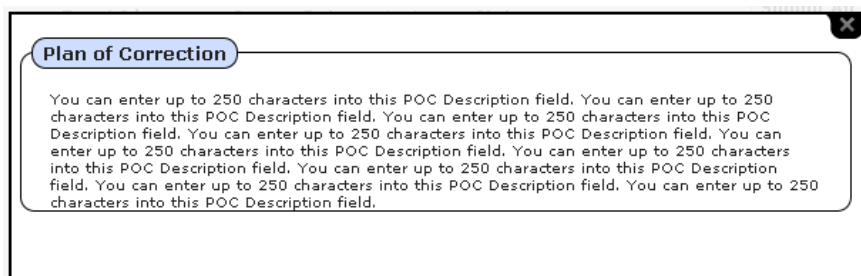 Plan of Correction
You can enter up to 250 characters into this POC Description field. You can enter up to 250
characters into this POC Description field. You can enter up to 250 characters into this POC
Description field. You can enter up to 250 characters into this POC Description field. You can
enter up to 250 characters into this POC Description field. You can enter up to 250 characters
into this POC Description field. You can enter up to 250 characters into this POC Description
field. You can enter up to 250 characters into this POC Description field. You can enter up to 250
characters into this POC Description field.